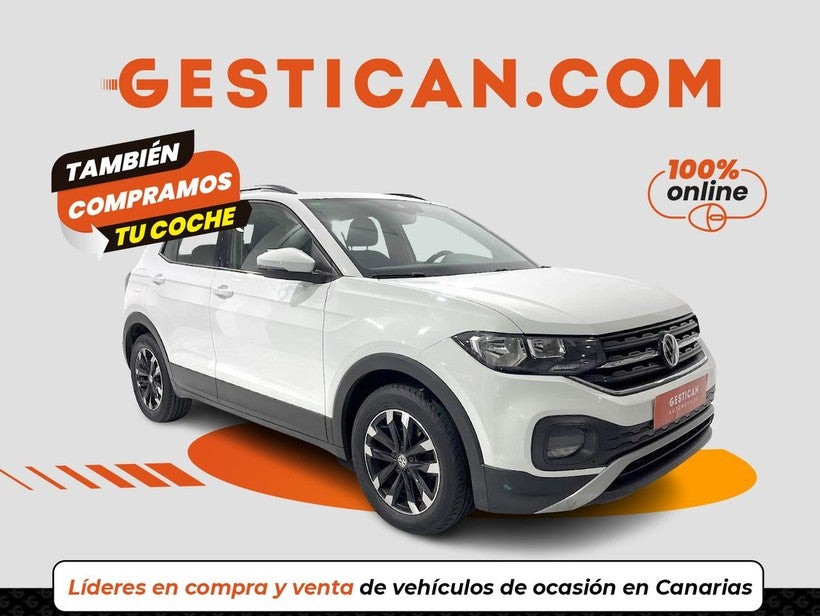 GESTICAN.COM
TAMBIÉN
COMPRAMOS
TU COCHE
100%
online
GESTICAN
AUTOMÓVILES
Líderes en compra y venta de vehículos de ocasión en Canarias